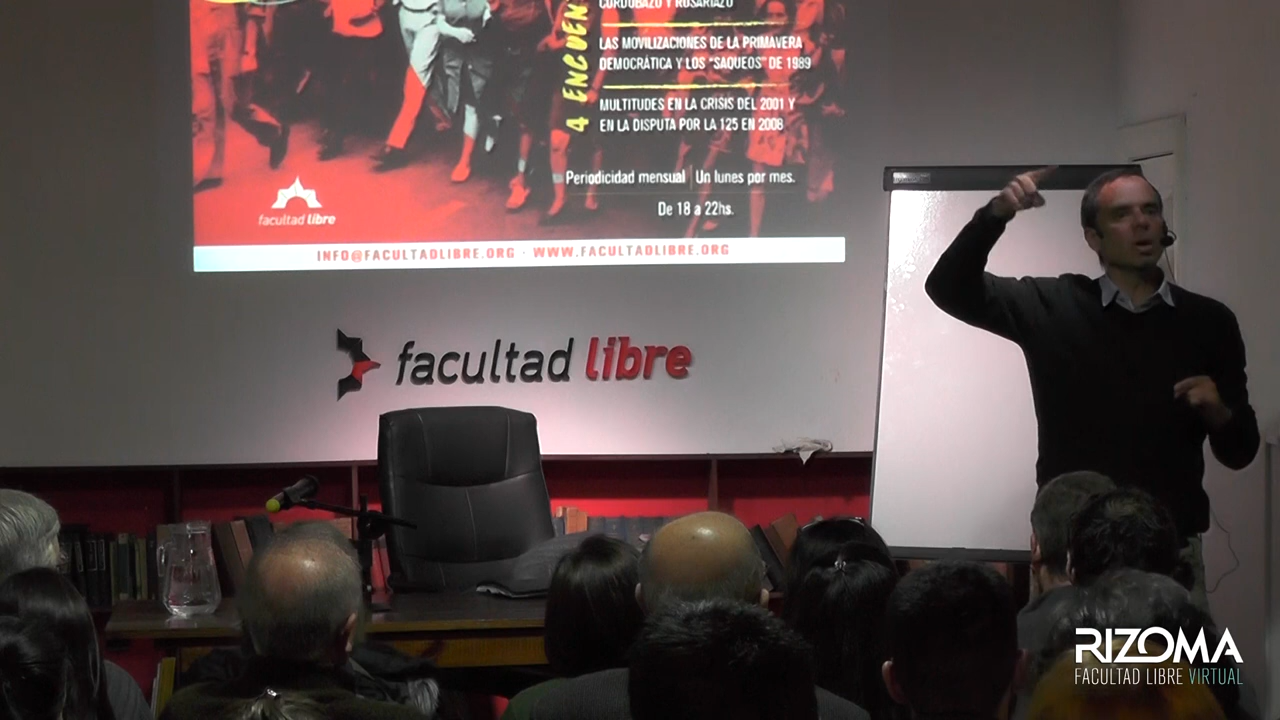 CORDOBAZO Y ROSARIAZO
LAS MOVILIZACIONES DE LA PRIMAVERA
DEMOCRÁTICA Y LOS "SAQUEOS" DE 1989
MULTITUDES EN LA CRISIS DEL 2001 Y
EN LA DISPUTA POR LA 125 EN 2008
4 ENCUEN
Periodicidad mensual | Un lunes por mes.
De 18 a 22hs.
facultad libre
INFO@FACULTADLIBRE.ORG · WWW.FACULTADLIBRE.ORG
facultad libre
RIZOMA
FACULTAD LIBRE VIRTUAL